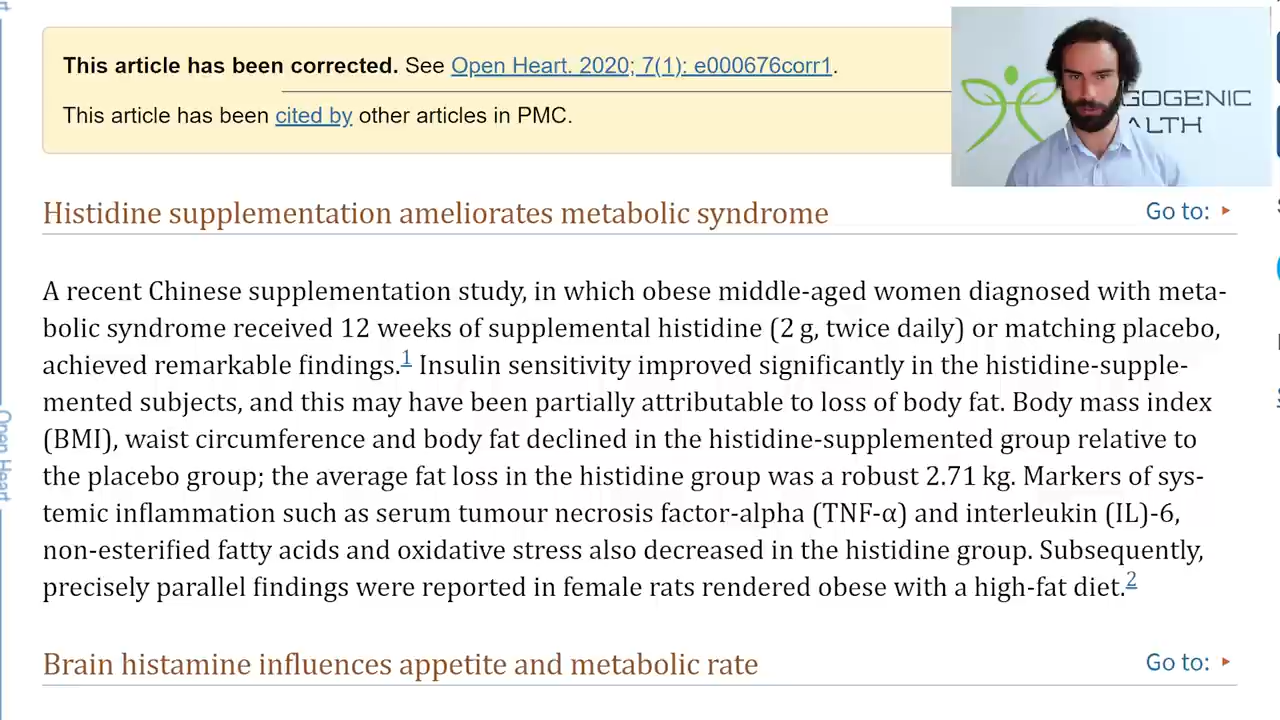 This article has been corrected. See Open Heart. 2020; 7(1): e000676corr1.
This article has been cited by other articles in PMC.
GOGENIC
ALTH
Histidine supplementation ameliorates metabolic syndrome
Go to:
A recent Chinese supplementation study, in which obese middle-aged women diagnosed with meta-
bolic syndrome received 12 weeks of supplemental histidine (2 g, twice daily) or matching placebo,
achieved remarkable findings.1 Insulin sensitivity improved significantly in the histidine-supple-
mented subjects, and this may have been partially attributable to loss of body fat. Body mass index
(BMI), waist circumference and body fat declined in the histidine-supplemented group relative to
the placebo group; the average fat loss in the histidine group was a robust 2.71 kg. Markers of sys-
temic inflammation such as serum tumour necrosis factor-alpha (TNF-α) and interleukin (IL)-6,
non-esterified fatty acids and oxidative stress also decreased in the histidine group. Subsequently,
precisely parallel findings were reported in female rats rendered obese with a high-fat diet.2
Brain histamine influences appetite and metabolic rate
Go to:
Open Heart